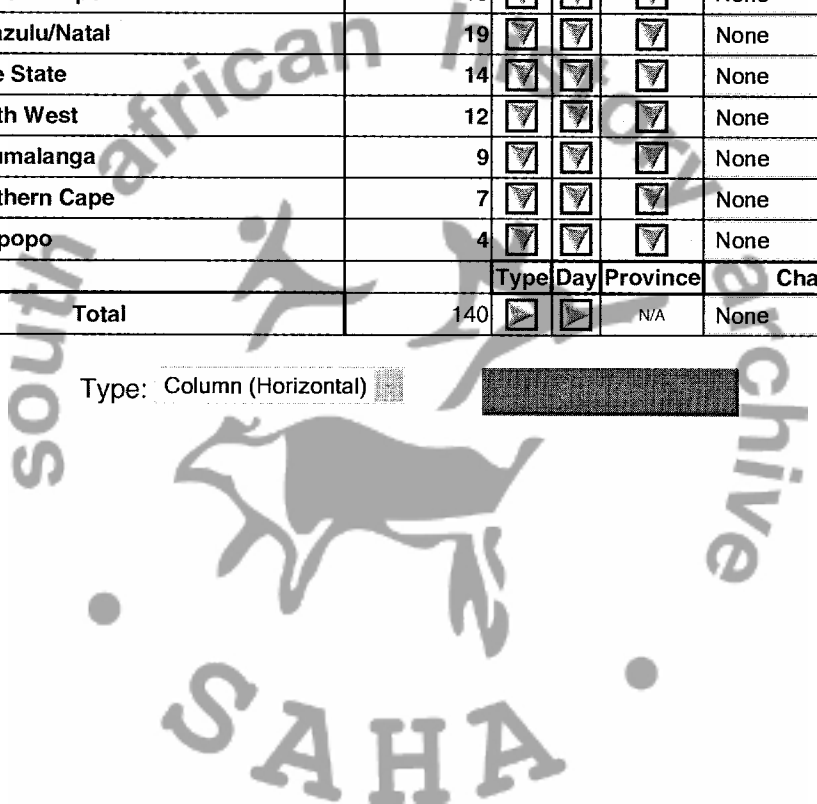 zulu/Natal 19 None
State 14 None
th West 12 None
umalanga 9 None
thern Cape 7 None
popo 4 None
Type Day Province Cha
Total 140 N/A None
Type: Column (Horizontal)
south african history archive
SAHA